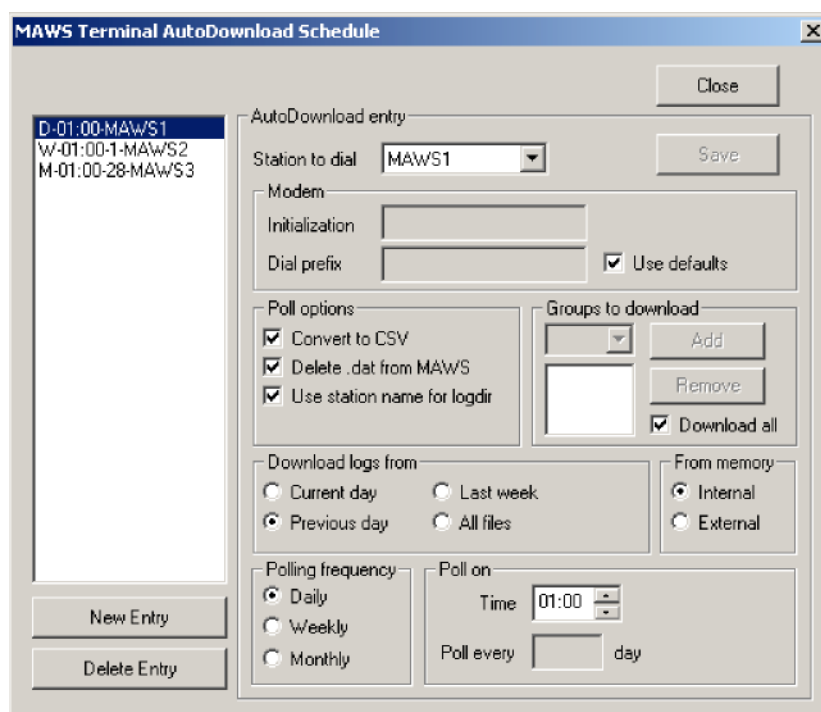 MAWS Terminal AutoDownload Schedule
Close
D-01:00-MAWS1
W-01:00-1-MAWS2
M-01:00-28-MAWS3
AutoDownload entry
Station to dial MAWS1 Save
Modem
Initialization
Dial prefix Use defaults
Poll options
Convert to CSV
Delete .dat from MAWS
Use station name for logdir
Groups to download
Add
Remove
Download all
Download logs from
Current day Last week
Previous day All files
From memory
Internal
External
Polling frequency
Daily
Weekly
Monthly
Poll on
Time 01:00
Poll every day
New Entry
Delete Entry